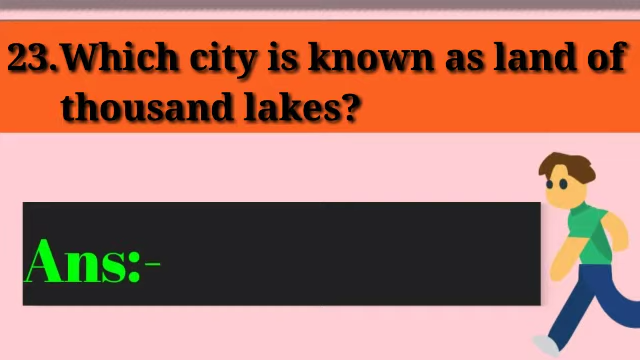 23.Which city is known as land of
thousand lakes?
Ans:-